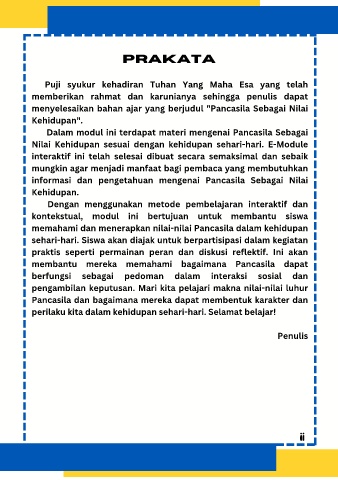 PRAKATA
Puji syukur kehadiran Tuhan Yang Maha Esa yang telah
memberikan rahmat dan karunianya sehingga penulis dapat
menyelesaikan bahan ajar yang berjudul "Pancasila Sebagai Nilai
Kehidupan".
Dalam modul ini terdapat materi mengenai Pancasila Sebagai
Nilai Kehidupan sesuai dengan kehidupan sehari-hari. E-Module
interaktif ini telah selesai dibuat secara semaksimal dan sebaik
mungkin agar menjadi manfaat bagi pembaca yang membutuhkan
informasi dan pengetahuan mengenai Pancasila Sebagai Nilai
Kehidupan.
Dengan menggunakan metode pembelajaran interaktif dan
kontekstual, modul ini bertujuan untuk membantu siswa
memahami dan menerapkan nilai-nilai Pancasila dalam kehidupan
sehari-hari. Siswa akan diajak untuk berpartisipasi dalam kegiatan
praktis seperti permainan peran dan diskusi reflektif. Ini akan
membantu mereka memahami bagaimana Pancasila dapat
berfungsi sebagai pedoman dalam interaksi sosial dan
pengambilan keputusan. Mari kita pelajari makna nilai-nilai luhur
Pancasila dan bagaimana mereka dapat membentuk karakter dan
perilaku kita dalam kehidupan sehari-hari. Selamat belajar!
Penulis
ii